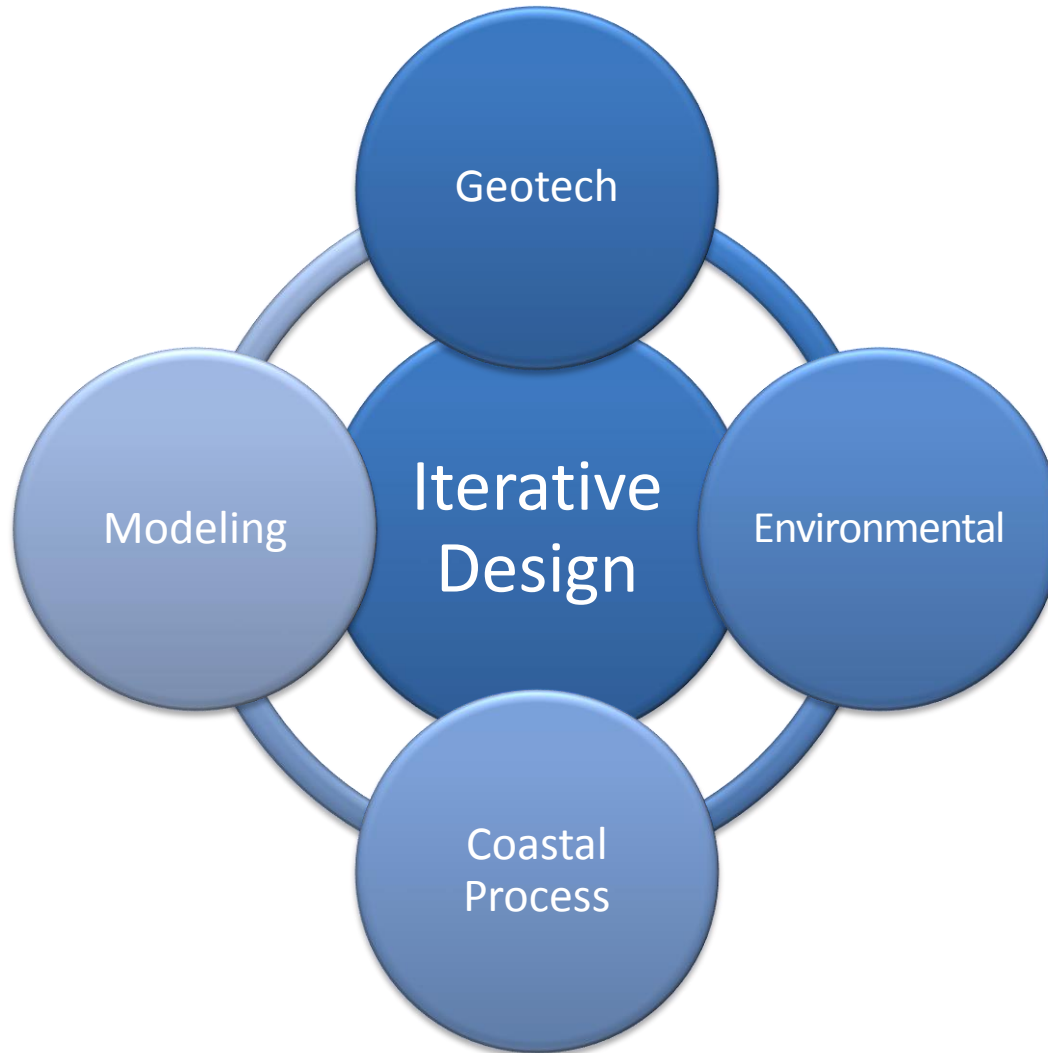 Geotech
Modeling
Iterative
Design
Environmental
Coastal
Process